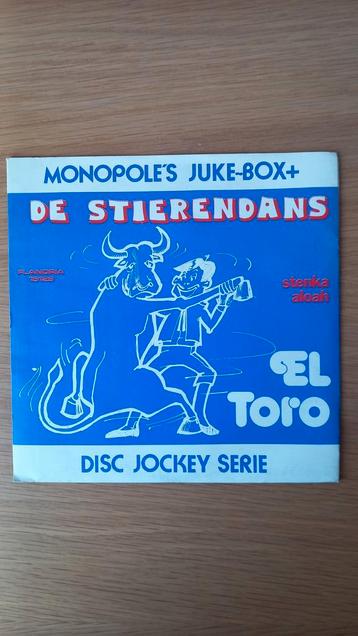 MONOPOLE'S JUKE-BOX+
DE STIERENDANS
FLANDRIA
stenka
aloah
EL
Toro
DISC JOCKEY SERIE